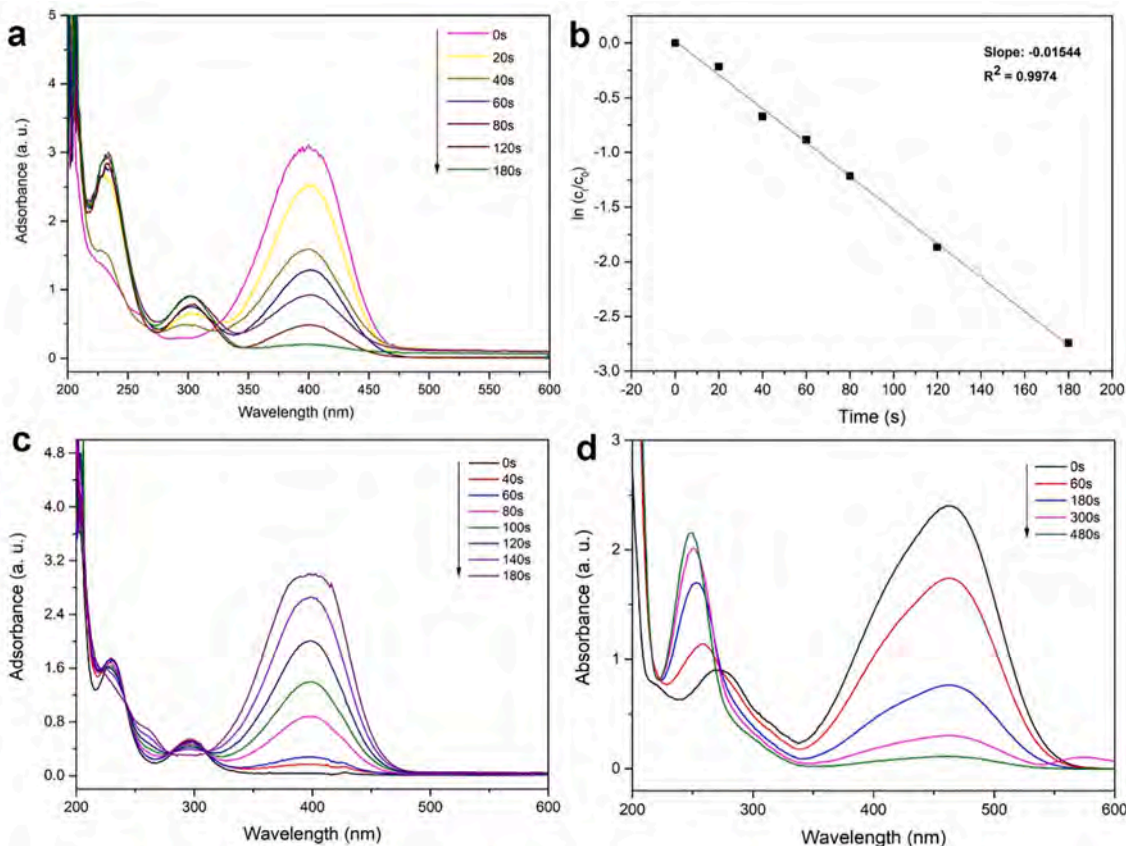 a
0s
20s
40s
60s
80s
120s
180s
5
4
3
2
1
0
Adsorbance (a. u.)
200 250 300 350 400 450 500 550 600
Wavelength (nm)
b
Slope: -0.01544
R² = 0.9974
0,0
-0,5
-1,0
-1.5
-2.0
-2.5
-3.0
ln (ct/c0)
-20 0 20 40 60 80 100 120 140 160 180 200
Time (s)
c
0s
40s
60s
80s
100s
120s
140s
180s
4.8
4.0
3.2
2.4
1.6
0.8
0.0
Adsorbance (a. u.)
200 300 400 500 600
Wavelength (nm)
d
0s
60s
180s
300s
480s
3
2
1
0
Absorbance (a. u.)
200 300 400 500 600
Wavelength (nm)